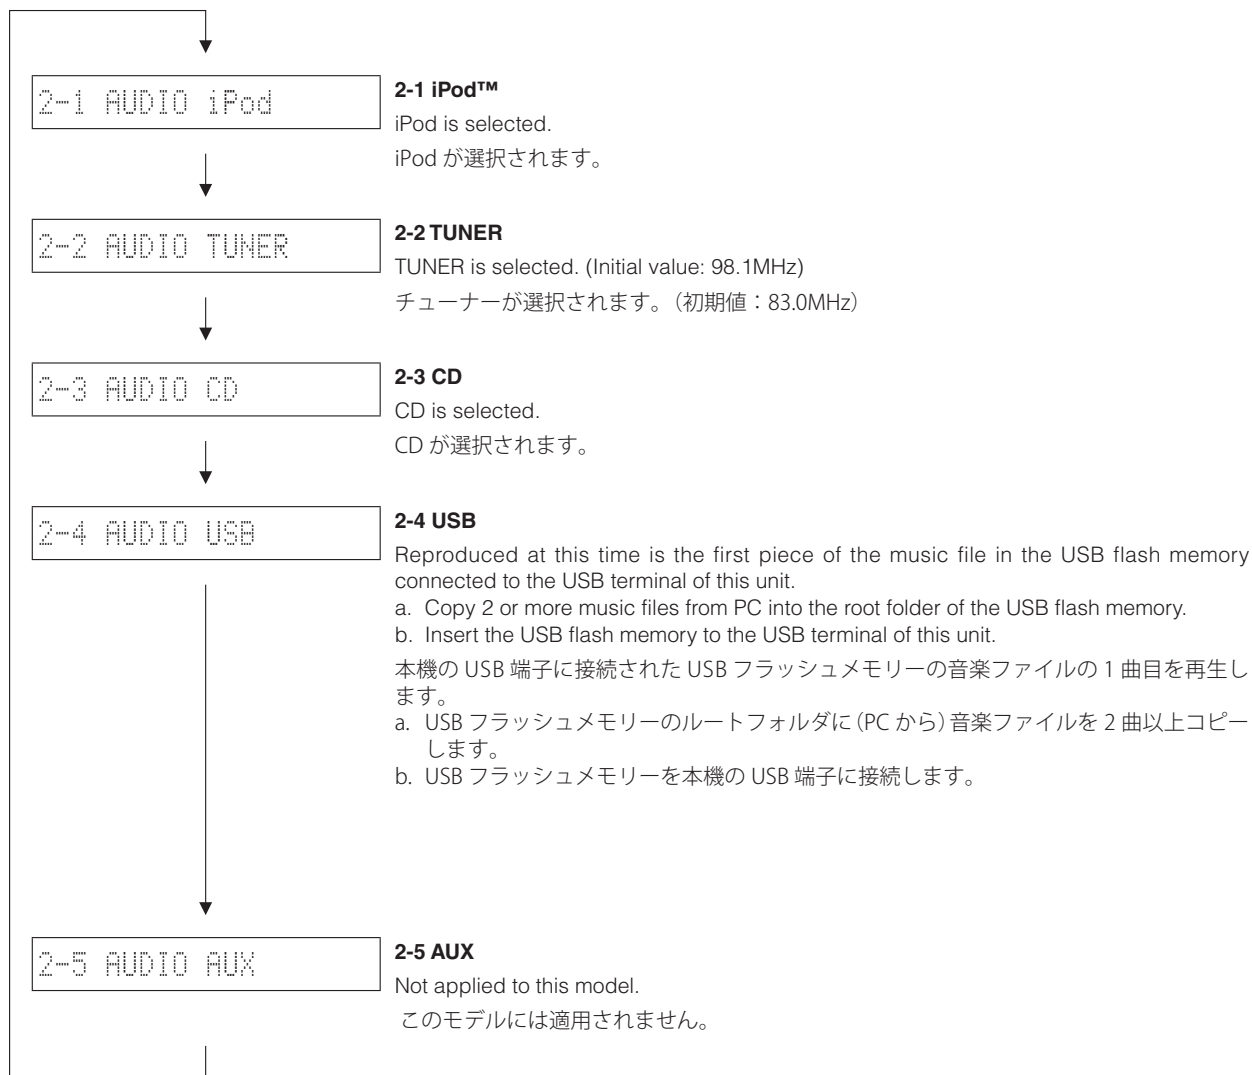 2-1 AUDIO iPod
2-1 iPod™
iPod is selected.
iPod が選択されます。
2-2 AUDIO TUNER
2-2 TUNER
TUNER is selected. (Initial value: 98.1MHz)
チューナーが選択されます。（初期値：83.0MHz）
2-3 AUDIO CD
2-3 CD
CD is selected.
CD が選択されます。
2-4 AUDIO USB
2-4 USB
Reproduced at this time is the first piece of the music file in the USB flash memory
connected to the USB terminal of this unit.
a. Copy 2 or more music files from PC into the root folder of the USB flash memory.
b. Insert the USB flash memory to the USB terminal of this unit.
本機の USB 端子に接続された USB フラッシュメモリーの音楽ファイルの 1 曲目を再生し
ます。
a. USB フラッシュメモリーのルートフォルダに（PC から）音楽ファイルを 2 曲以上コピー
します。
b. USB フラッシュメモリーを本機の USB 端子に接続します。
2-5 AUDIO AUX
2-5 AUX
Not applied to this model.
このモデルには適用されません。